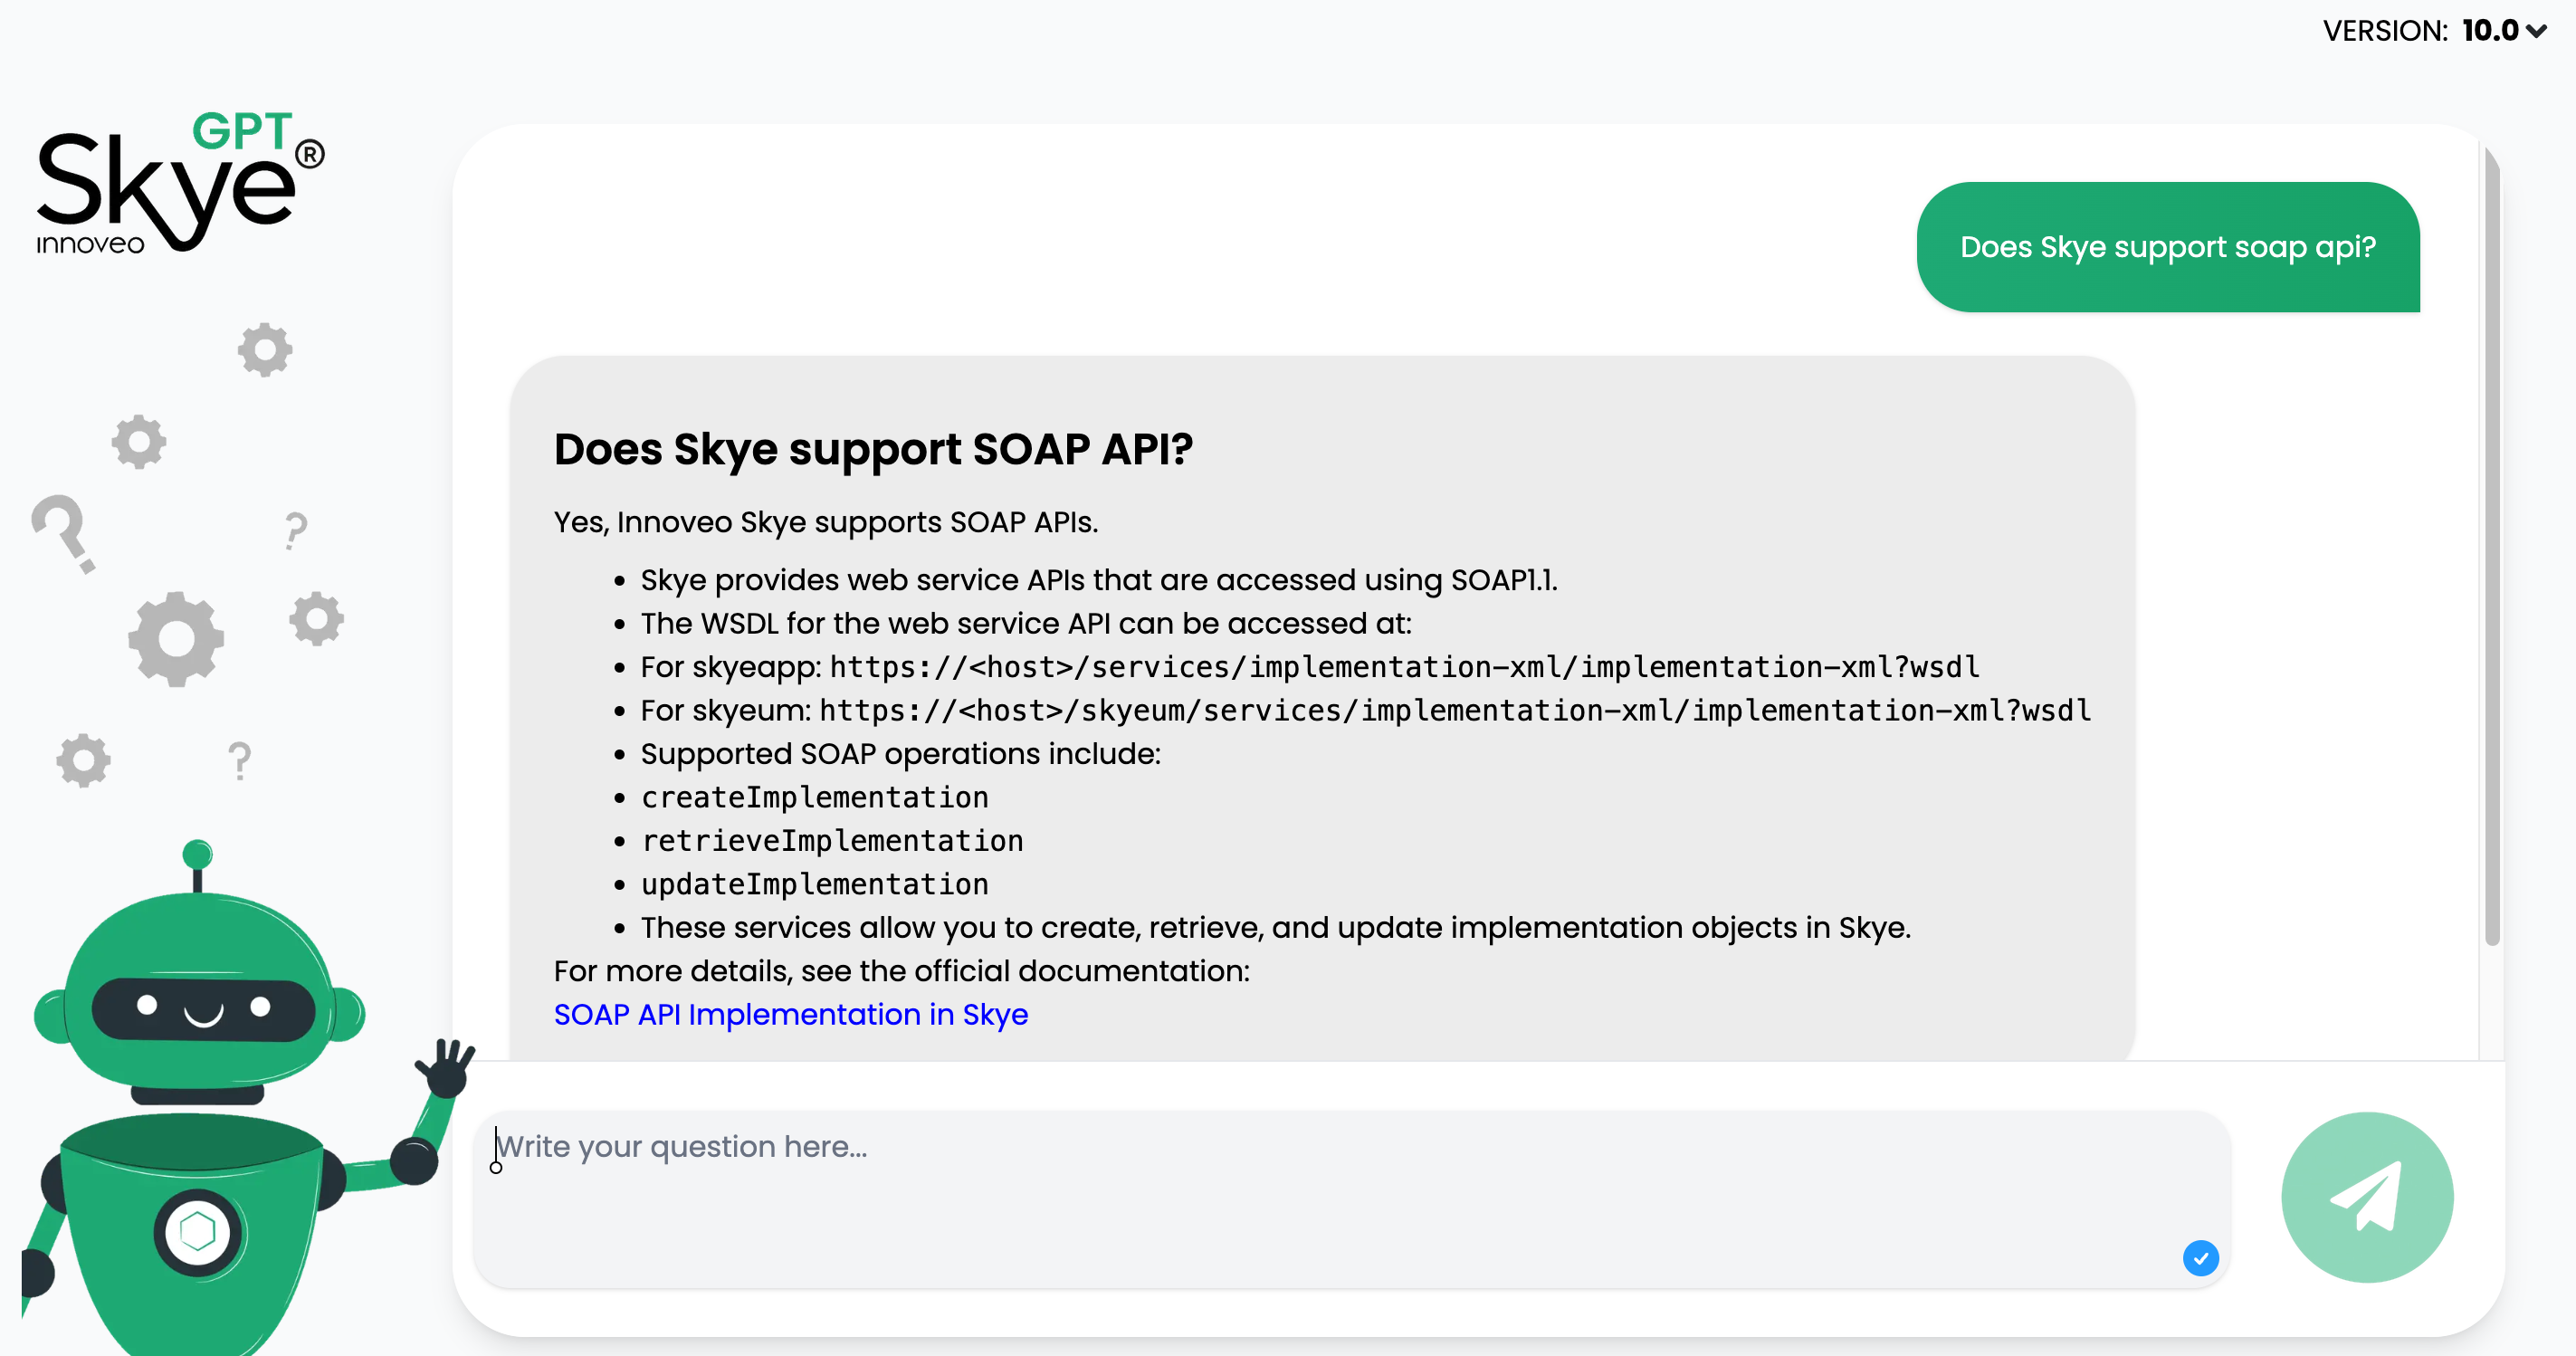 VERSION: 10.0
GPT
Skye®
innoveo
Does Skye support soap api?
Does Skye support SOAP API?
Yes, Innoveo Skye supports SOAP APIs.
• Skye provides web service APIs that are accessed using SOAP1.1.
• The WSDL for the web service API can be accessed at:
• For skyeapp: https://<host>/services/implementation-xml/implementation-xml?wsdl
• For skyeum: https://<host>/skyeum/services/implementation-xml/implementation-xml?wsdl
• Supported SOAP operations include:
• createImplementation
• retrieveImplementation
• updateImplementation
• These services allow you to create, retrieve, and update implementation objects in Skye.
For more details, see the official documentation:
SOAP API Implementation in Skye
? ?
?
Write your question here...